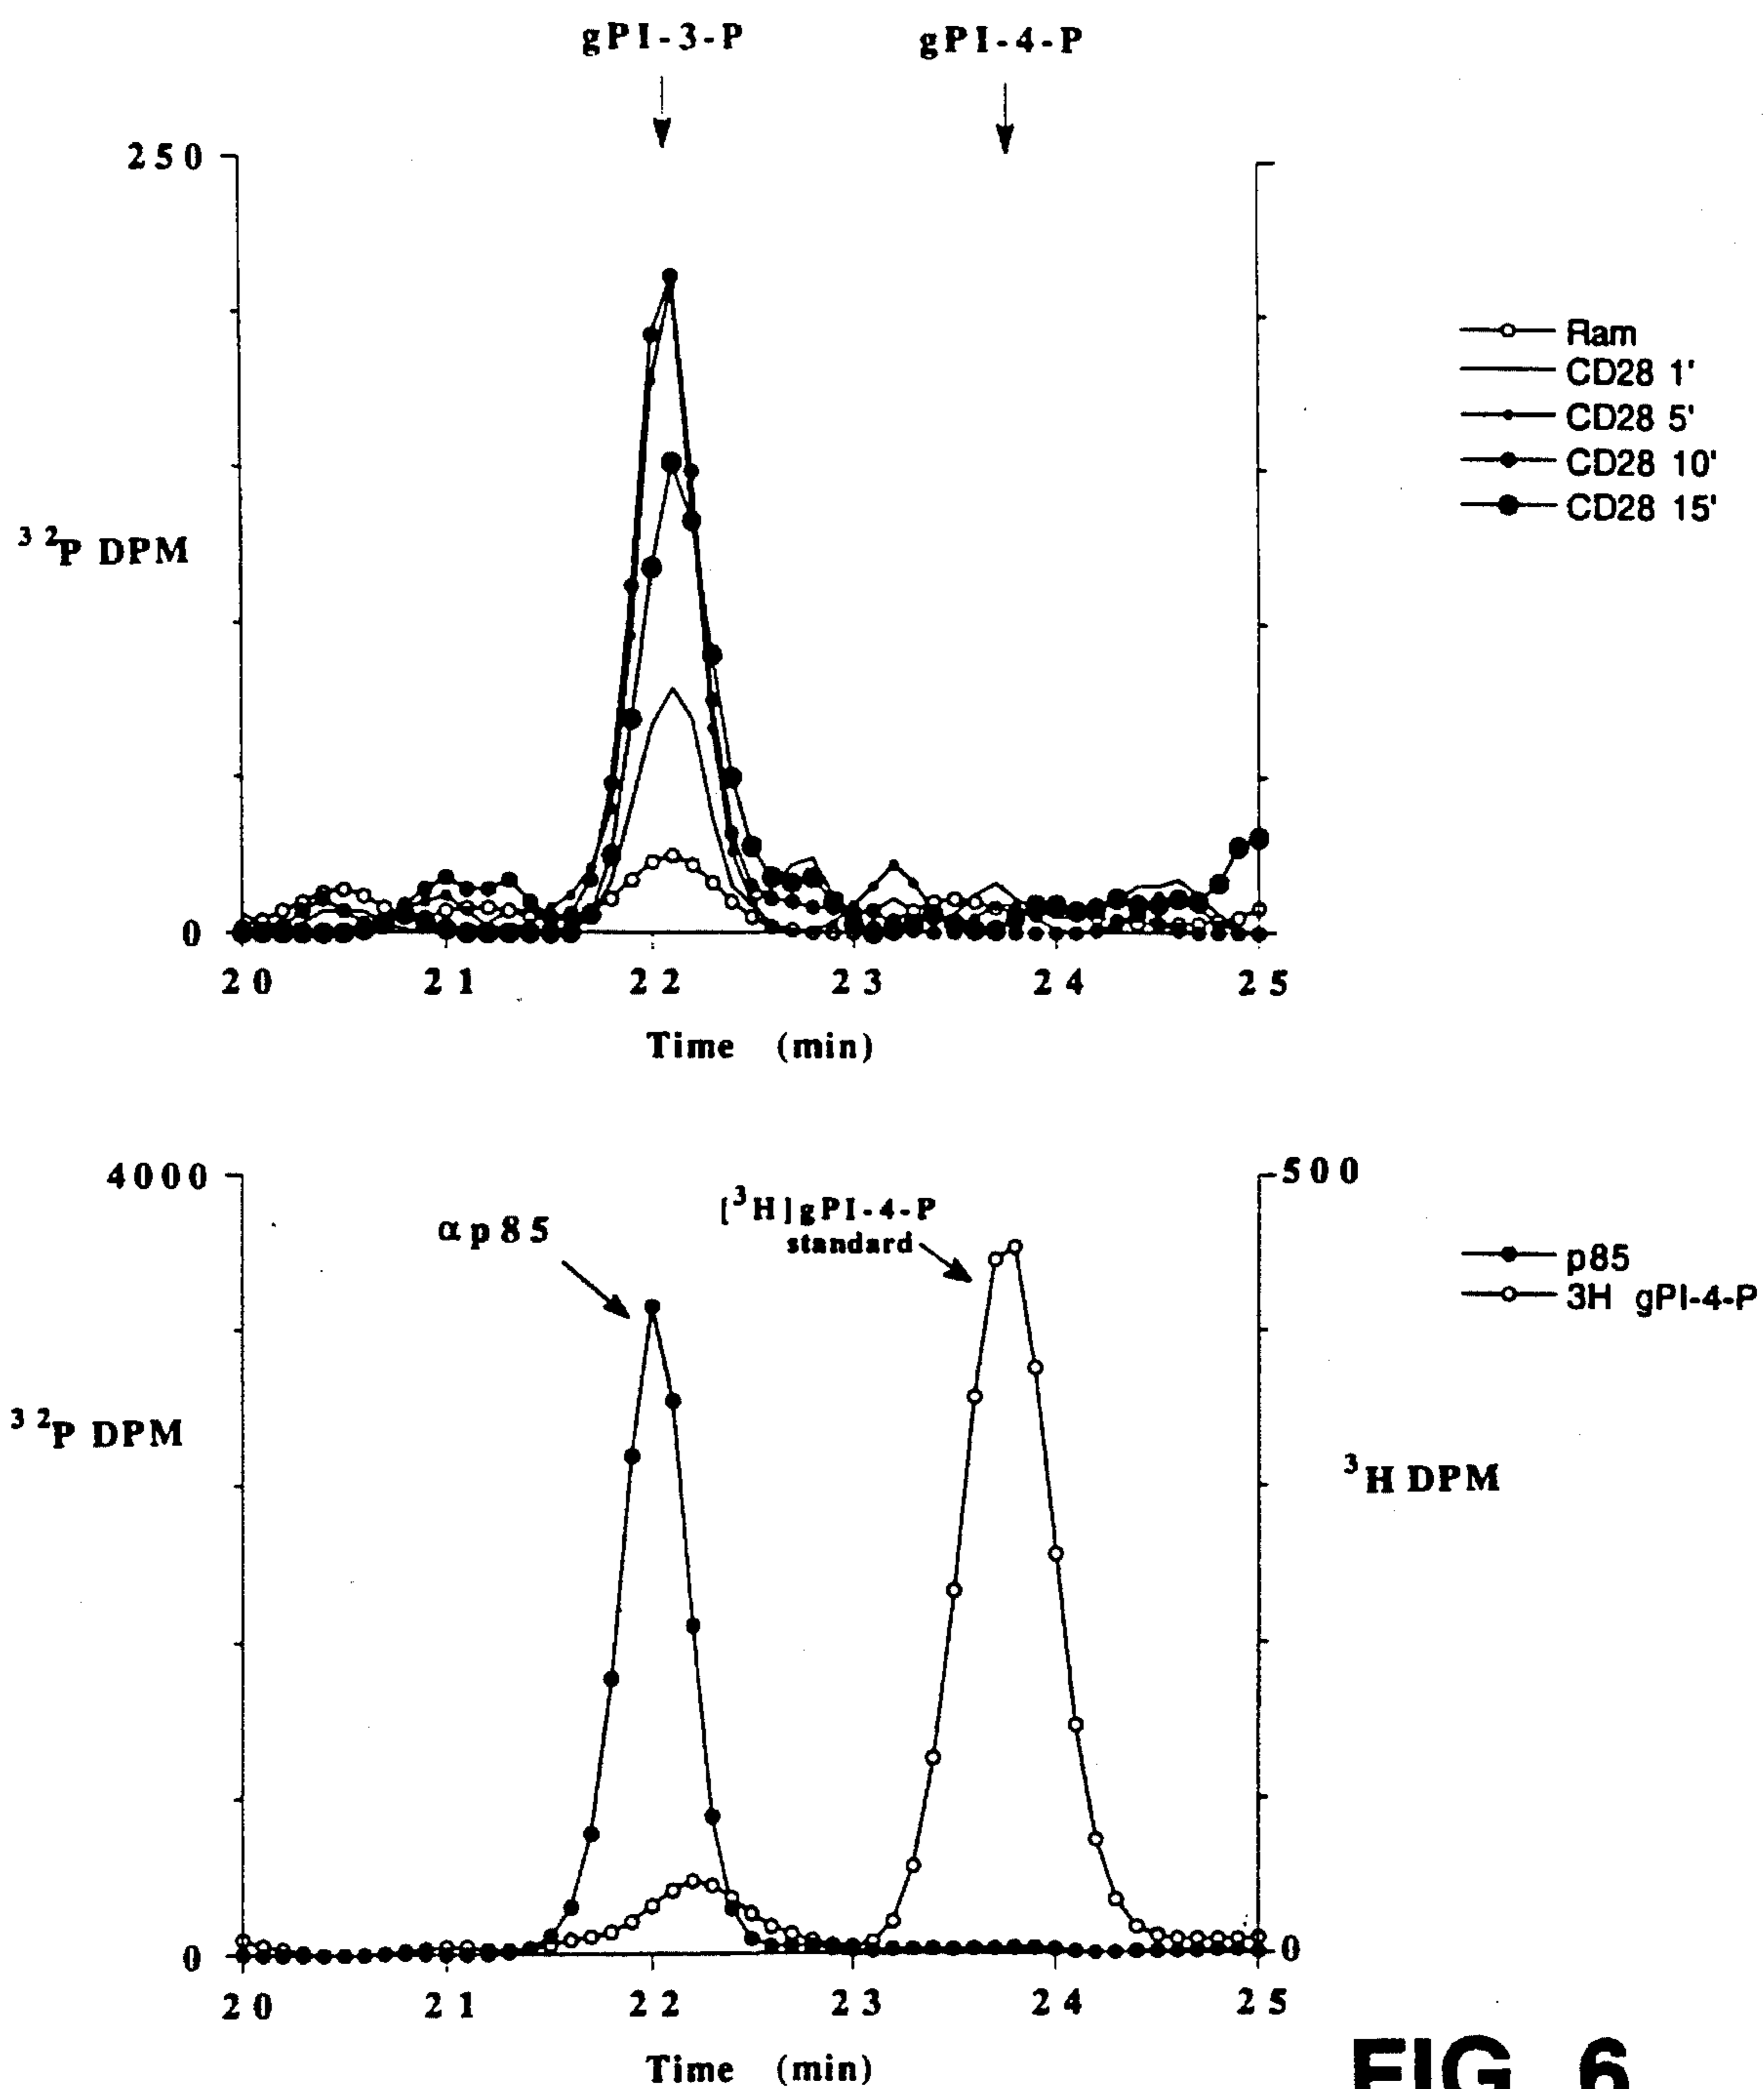 gPI-3-P
gPI-4-P
250
32P DPM
0
20 21 22 23 24 25
Time (min)
Ram
CD28 1'
CD28 5'
CD28 10'
CD28 15'
4000
500
αp85
[3H]gPI-4-P
standard
p85
3H gPI-4-P
32P DPM
3H DPM
0
0
20 21 22 23 24 25
Time (min)
FIG 6